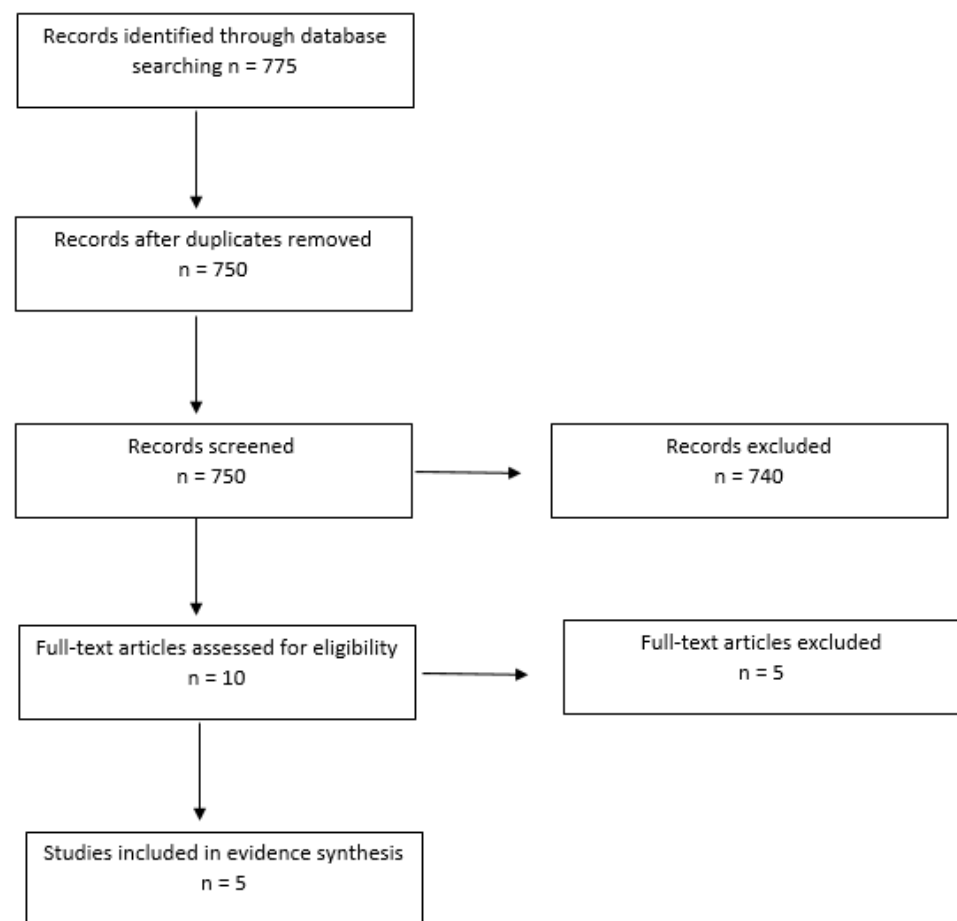 Records identified through database
searching n = 775
Records after duplicates removed
n = 750
Records screened
n = 750
Records excluded
n = 740
Full-text articles assessed for eligibility
n = 10
Full-text articles excluded
n = 5
Studies included in evidence synthesis
n = 5